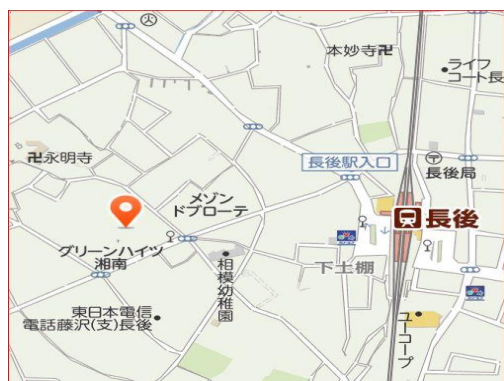 本妙寺卍
ライフ
コート長
卍永明寺
長後駅入口
〒
長後局
メゾン
ドブローテ
長後
グリーンハイツ
湘南
下土棚
相模幼稚園
東日本電信
電話藤沢(支)長後
ユーコープ